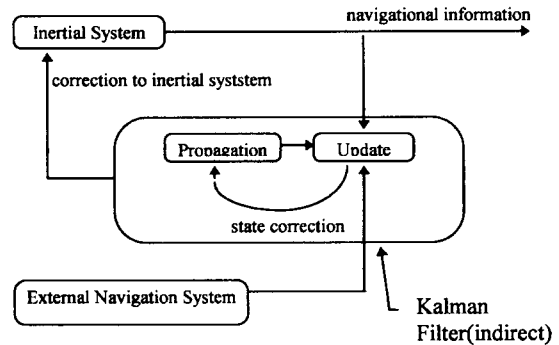 navigational information
Inertial System
correction to inertial syststem
Propagation
Update
state correction
External Navigation System
Kalman
Filter(indirect)